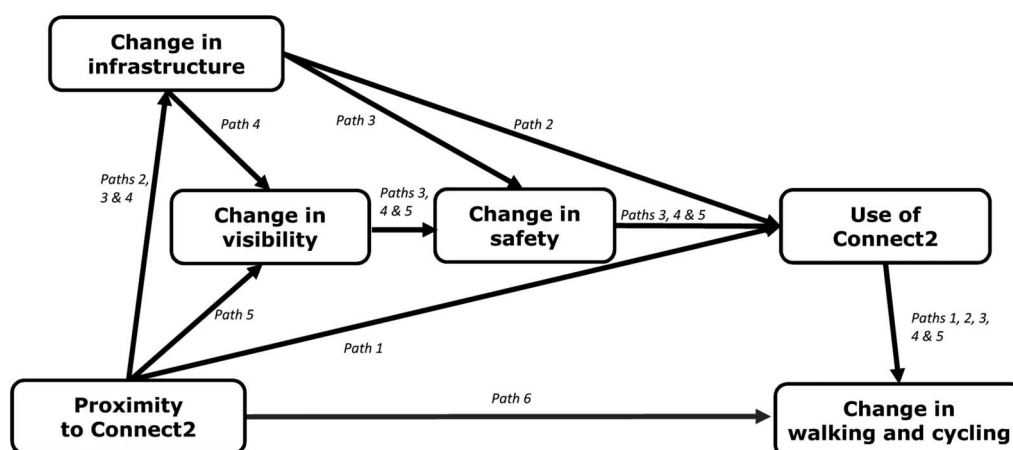 Change in
infrastructure
Path 4
Path 3
Path 2
Paths 2,
3 & 4
Change in
visibility
Paths 3,
4 & 5
Change in
safety
Paths 3, 4 & 5
Use of
Connect2
Path 5
Path 1
Paths 1, 2, 3,
4 & 5
Proximity
to Connect2
Path 6
Change in
walking and cycling